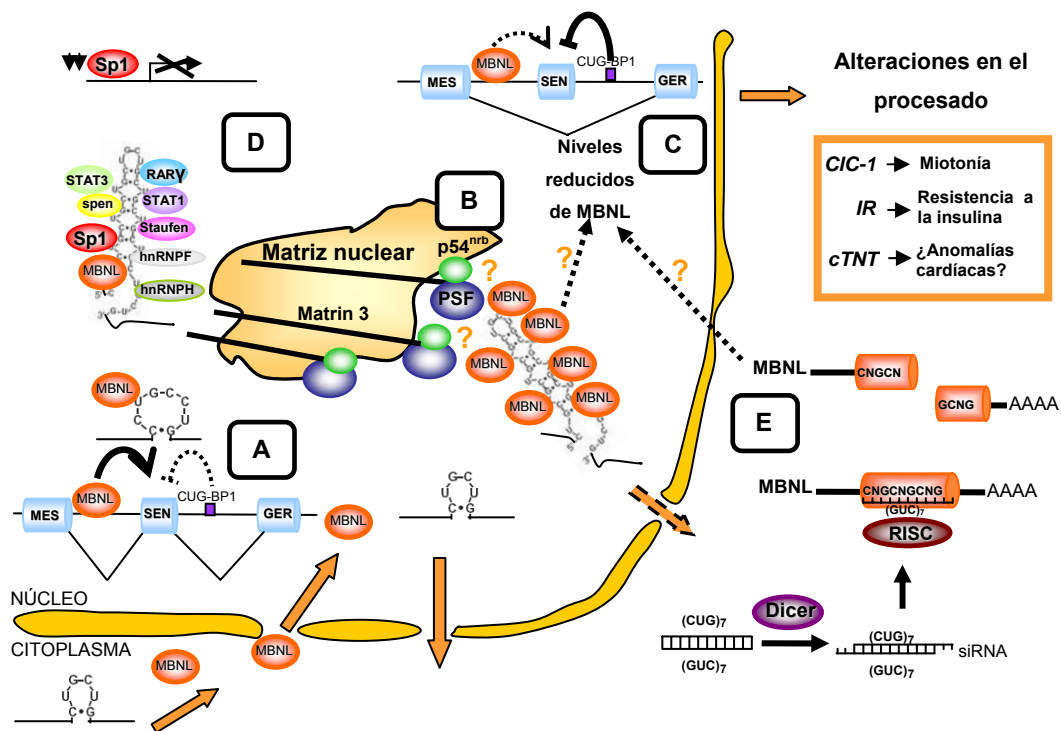 Sp1
MBNL
CUG-BP1
MES
SEN
GER
Alteraciones en el
procesado
D
C
Niveles
reducidos
de MBNL
ClC-1
Miotonía
IR
Resistencia a
la insulina
cTNT
¿Anomalías
cardíacas?
STAT3
RARγ
spen
STAT1
Sp1
Staufen
MBNL
hnRNPF
hnRNPH
B
Matriz nuclear
p54nrb
?
PSF
Matrin 3
?
?
?
MBNL
MBNL
MBNL
MBNL
MBNL
MBNL
MBNL
CNGCN
GCNG
AAAA
E
MBNL
A
MBNL
CUG-BP1
MES
SEN
GER
MBNL
MBNL
CNGCNGCNG
AAAA
(GUC)7
RISC
NÚCLEO
CITOPLASMA
MBNL
MBNL
(CUG)7
Dicer
(GUC)7
(CUG)7
siRNA
(GUC)7